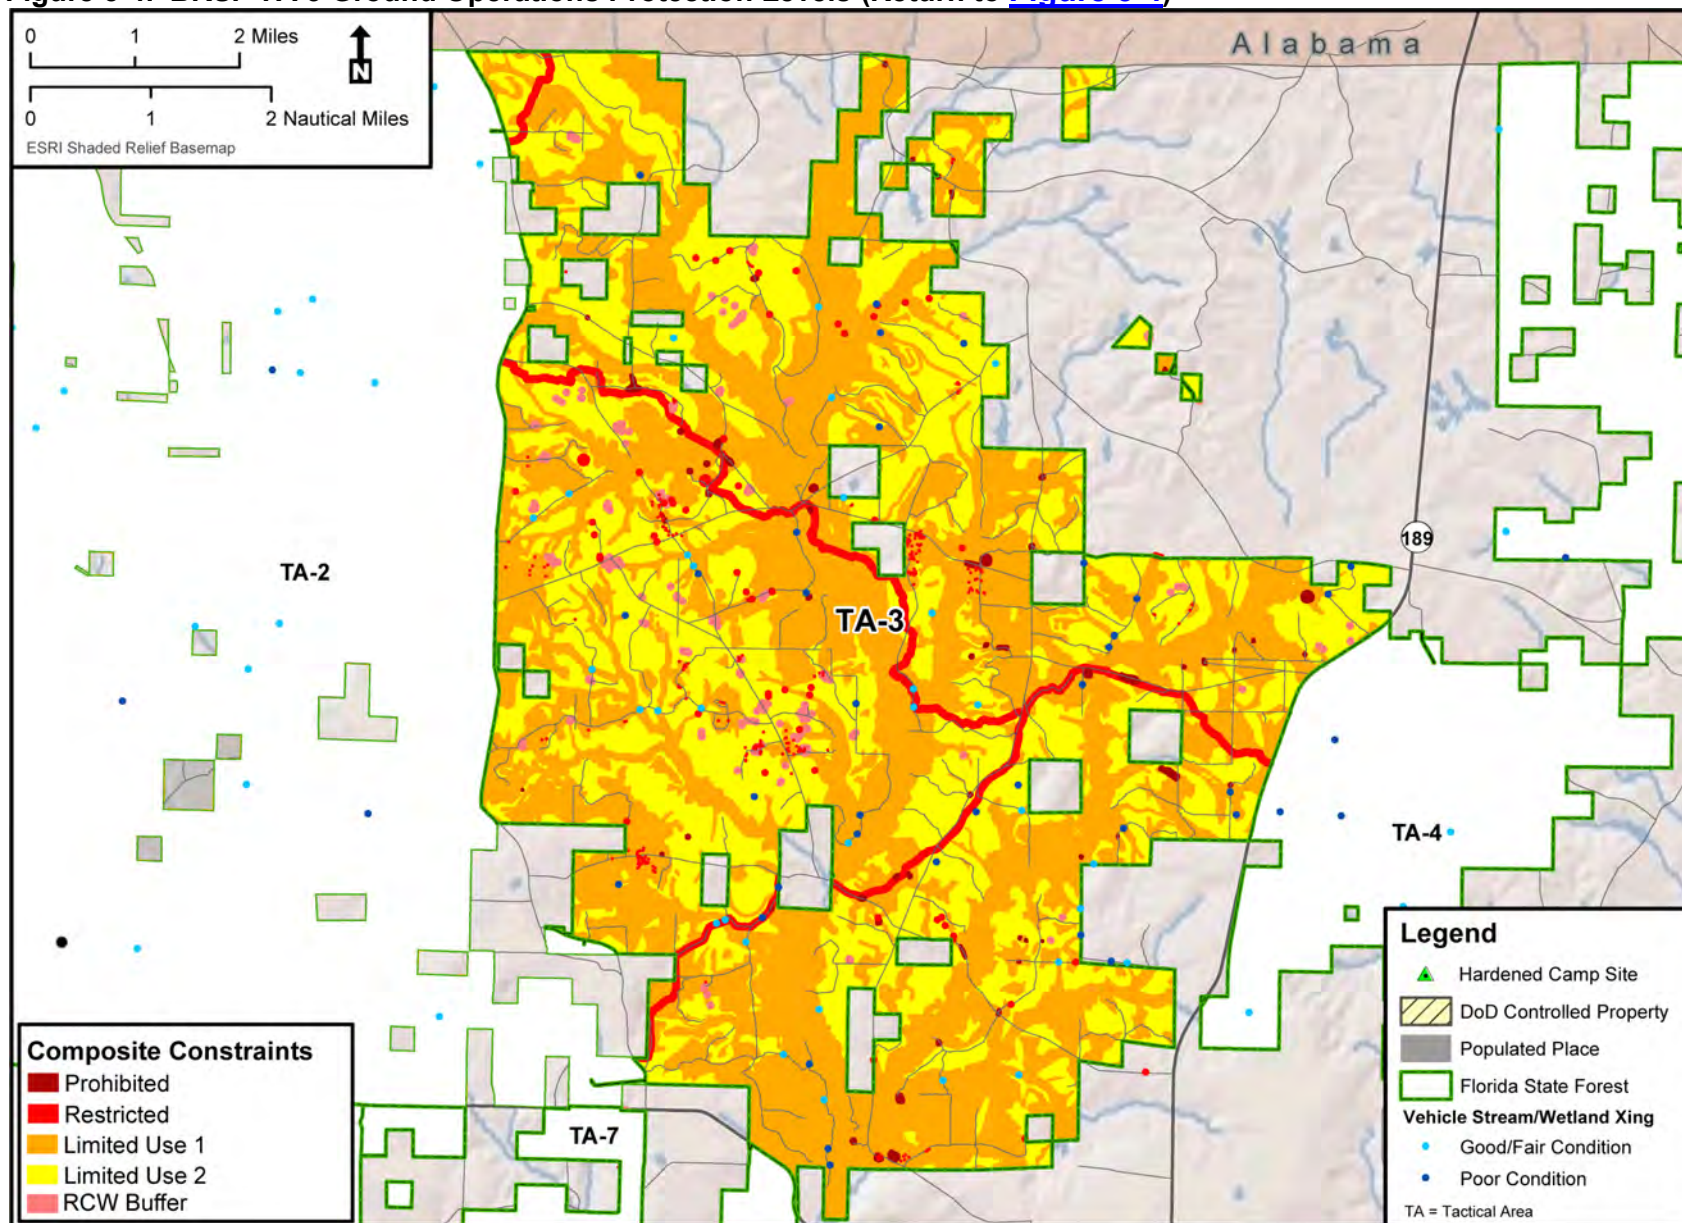 0 1 2 Miles
N
0 1 2 Nautical Miles
ESRI Shaded Relief Basemap
Alabama
189
TA-2
TA-3
TA-4
TA-7
Composite Constraints
Prohibited
Restricted
Limited Use 1
Limited Use 2
RCW Buffer
Legend
Hardened Camp Site
DoD Controlled Property
Populated Place
Florida State Forest
Vehicle Stream/Wetland Xing
Good/Fair Condition
Poor Condition
TA = Tactical Area